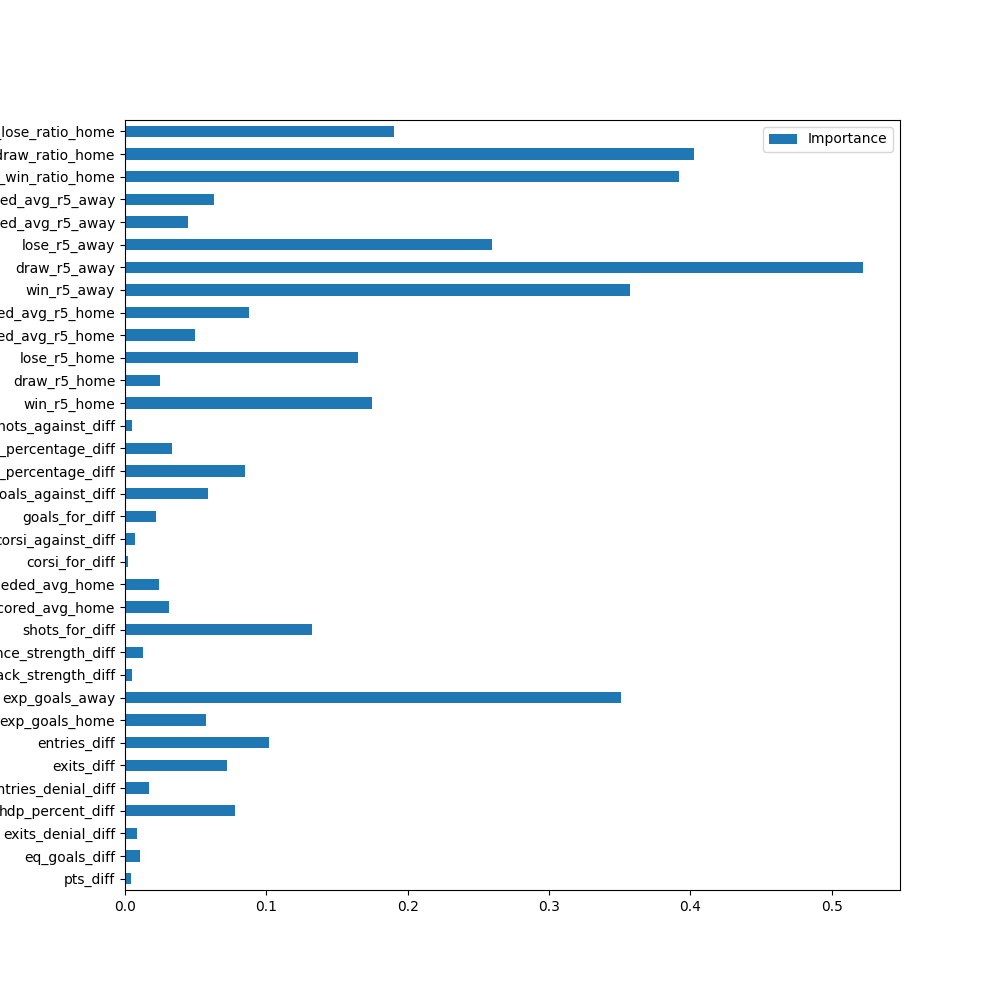 _lose_ratio_home
Importance
draw_ratio_home
_win_ratio_home
ed_avg_r5_away
ed_avg_r5_away
lose_r5_away
draw_r5_away
win_r5_away
ed_avg_r5_home
ed_avg_r5_home
lose_r5_home
draw_r5_home
win_r5_home
hots_against_diff
_percentage_diff
_percentage_diff
oals_against_diff
goals_for_diff
corsi_against_diff
corsi_for_diff
eded_avg_home
cored_avg_home
shots_for_diff
nce_strength_diff
ack_strength_diff
exp_goals_away
exp_goals_home
entries_diff
exits_diff
ntries_denial_diff
hdp_percent_diff
exits_denial_diff
eq_goals_diff
pts_diff
0.0 0.1 0.2 0.3 0.4 0.5